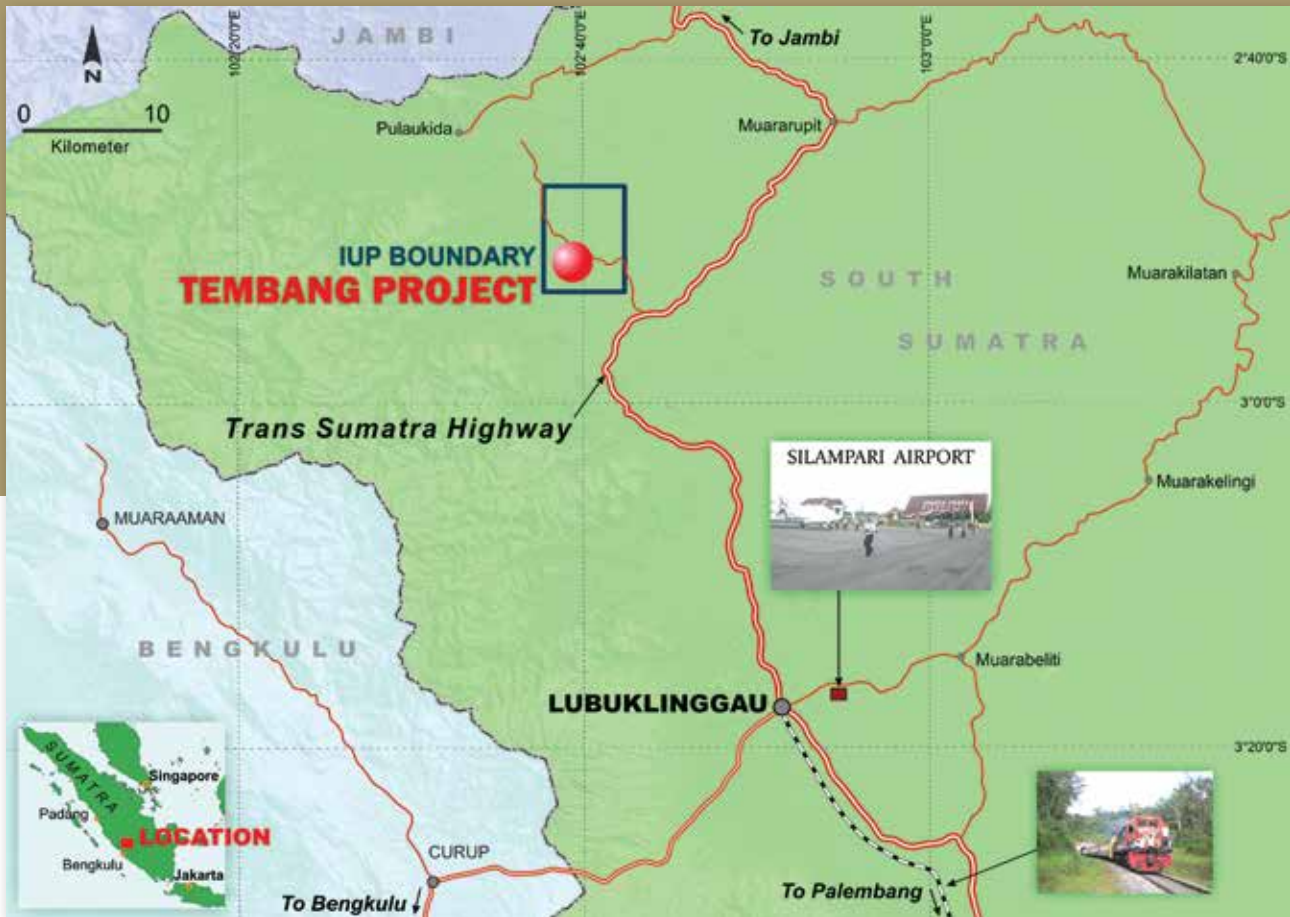 JAMBI
To Jambi
102°20'0"E
102°40'0"E
103°0'0"E
2°40'0"S
N
0 10
Kilometer
Pulaukida
Muararupit
IUP BOUNDARY
TEMBANG PROJECT
SOUTH
SUMATRA
Muarakilatan
Trans Sumatra Highway
3°0'0"S
SILAMPARI AIRPORT
Muarakelingi
MUARAAMAN
BENGKULU
Muarabeliti
LUBUKLINGGAU
3°20'0"S
SUMATRA
Singapore
Padang
LOCATION
Bengkulu
Jakarta
CURUP
To Bengkulu
To Palembang